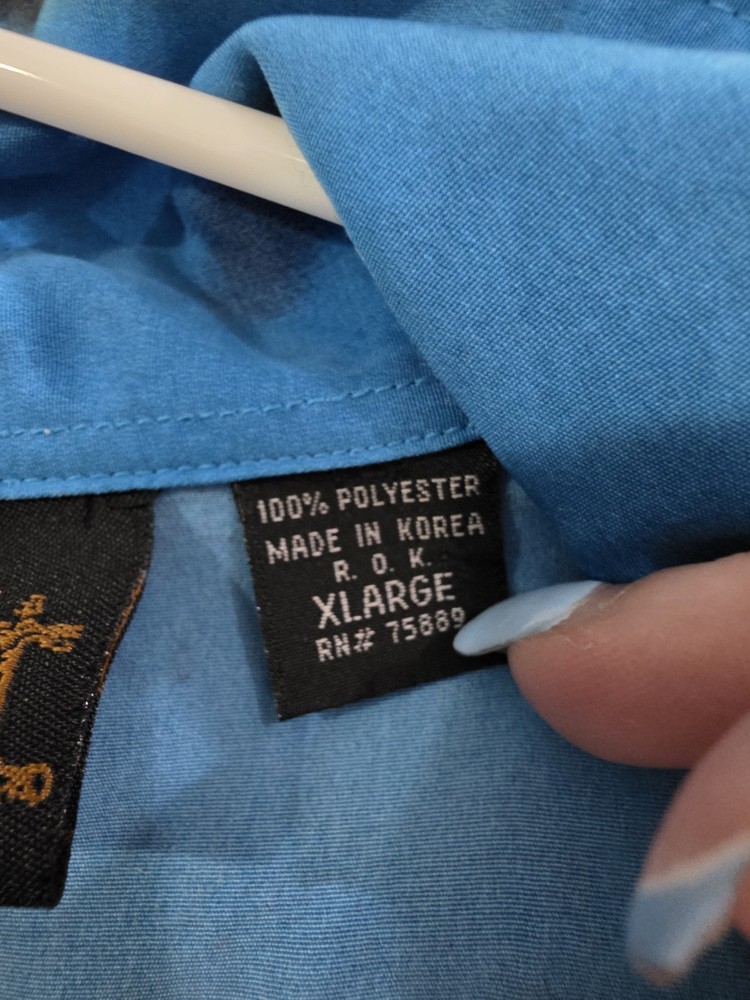 100% POLYESTER
MADE IN KOREA
R. O. K.
XLARGE
RN# 75889